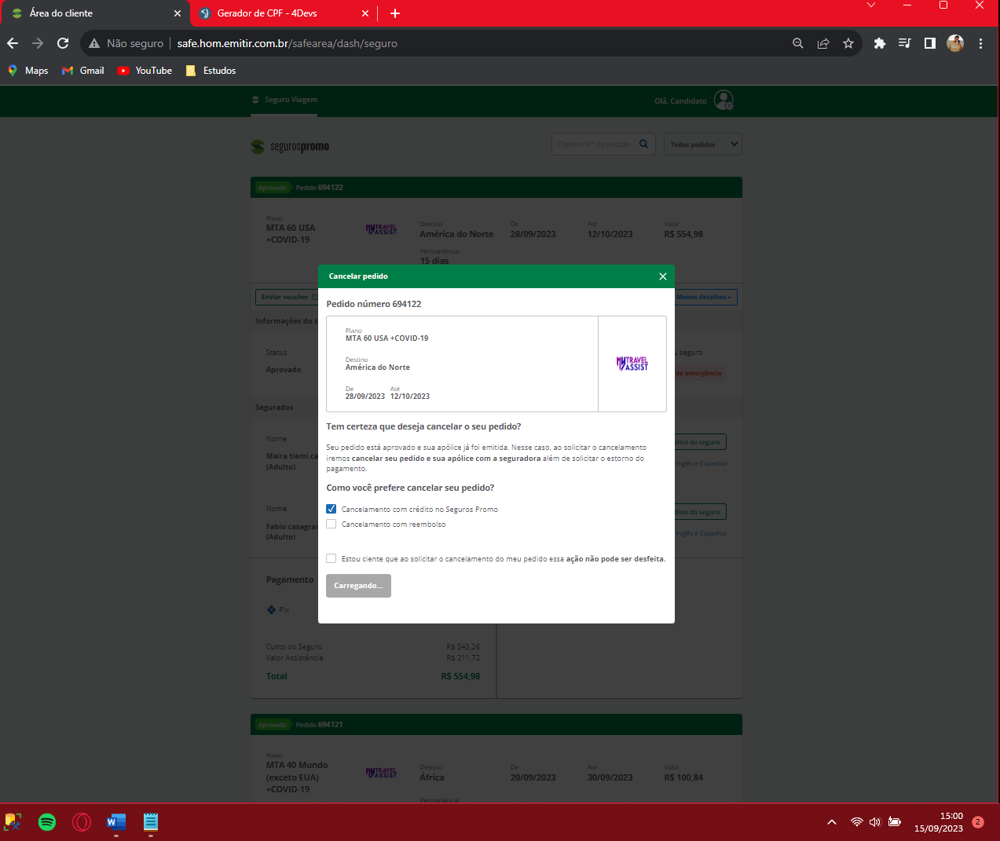 Área do cliente
Gerador de CPF - 4Devs
Não seguro
safe.hom.emitir.com.br/safearea/dash/seguro
Maps
Gmail
YouTube
Estudos
Seguro Viagem
Olá, Candidato
segurospromo
Digite o Nº do pedido
Todos pedidos
Aprovado
Pedido 694122
Plano
MTA 60 USA
+COVID-19
MYTRAVEL
ASSIST
Destino
América do Norte
De
28/09/2023
Até
12/10/2023
Valor
R$ 554,98
Permanência:
15 dias
Enviar voucher
Menos detalhes
Informações do s
Status
Aprovado
seguro
de emergência
Segurados
Nome
Maira tiemi ca
(Adulto)
lice do seguro
Inglês e Espanhol
Nome
Fabio casagra
(Adulto)
lice do seguro
Inglês e Espanhol
Pagamento
Pix
Custo do Seguro
R$ 343,26
Valor Assistência
R$ 211,72
Total
R$ 554,98
Cancelar pedido
Pedido número 694122
Plano
MTA 60 USA +COVID-19
Destino
América do Norte
De
Até
28/09/2023
12/10/2023
MYTRAVEL
ASSIST
Tem certeza que deseja cancelar o seu pedido?
Seu pedido está aprovado e sua apólice já foi emitida. Nesse caso, ao solicitar o cancelamento
iremos cancelar seu pedido e sua apólice com a seguradora além de solicitar o estorno do
pagamento.
Como você prefere cancelar seu pedido?
Cancelamento com crédito no Seguros Promo
Cancelamento com reembolso
Estou ciente que ao solicitar o cancelamento do meu pedido essa ação não pode ser desfeita.
Carregando...
Aprovado
Pedido 694121
Plano
MTA 40 Mundo
(exceto EUA)
+COVID-19
MYTRAVEL
ASSIST
Destino
África
De
20/09/2023
Até
30/09/2023
Valor
R$ 100,84
Permanência:
15:00
15/09/2023
2